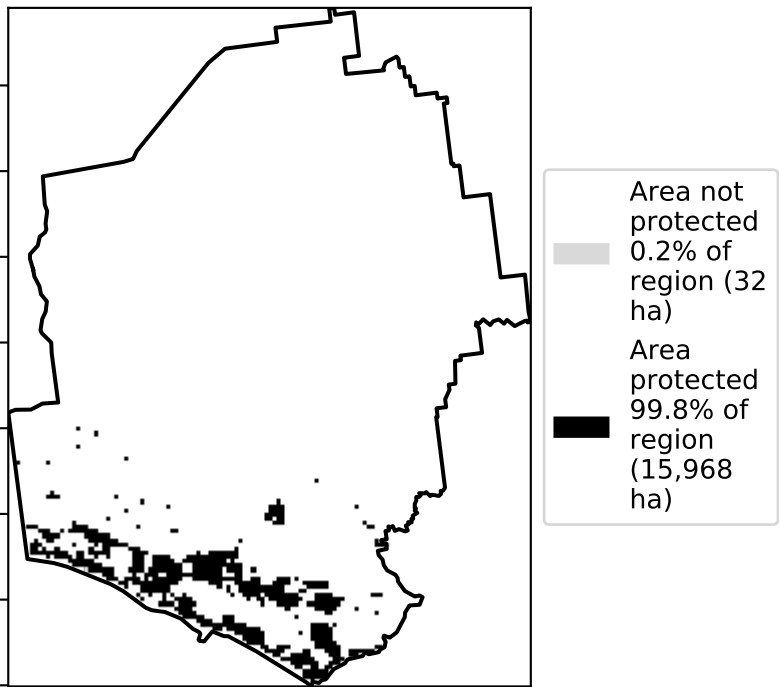 Area not
protected
0.2% of
region (32
ha)
Area
protected
99.8% of
region
(15,968
ha)